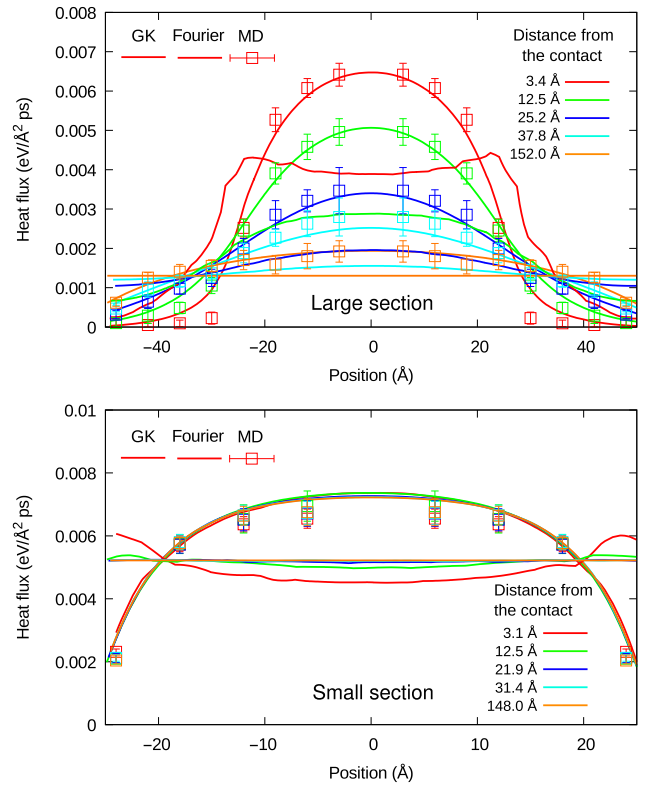 0.008
0.007
0.006
0.005
0.004
0.003
0.002
0.001
0
Heat flux (eV/Å² ps)
GK Fourier MD
Distance from
the contact
3.4 Å
12.5 Å
25.2 Å
37.8 Å
152.0 Å
Large section
−40 −20 0 20 40
Position (Å)
0.01
0.008
0.006
0.004
0.002
0
Heat flux (eV/Å² ps)
GK Fourier MD
Distance from
the contact
3.1 Å
12.5 Å
21.9 Å
31.4 Å
148.0 Å
Small section
−20 −10 0 10 20
Position (Å)